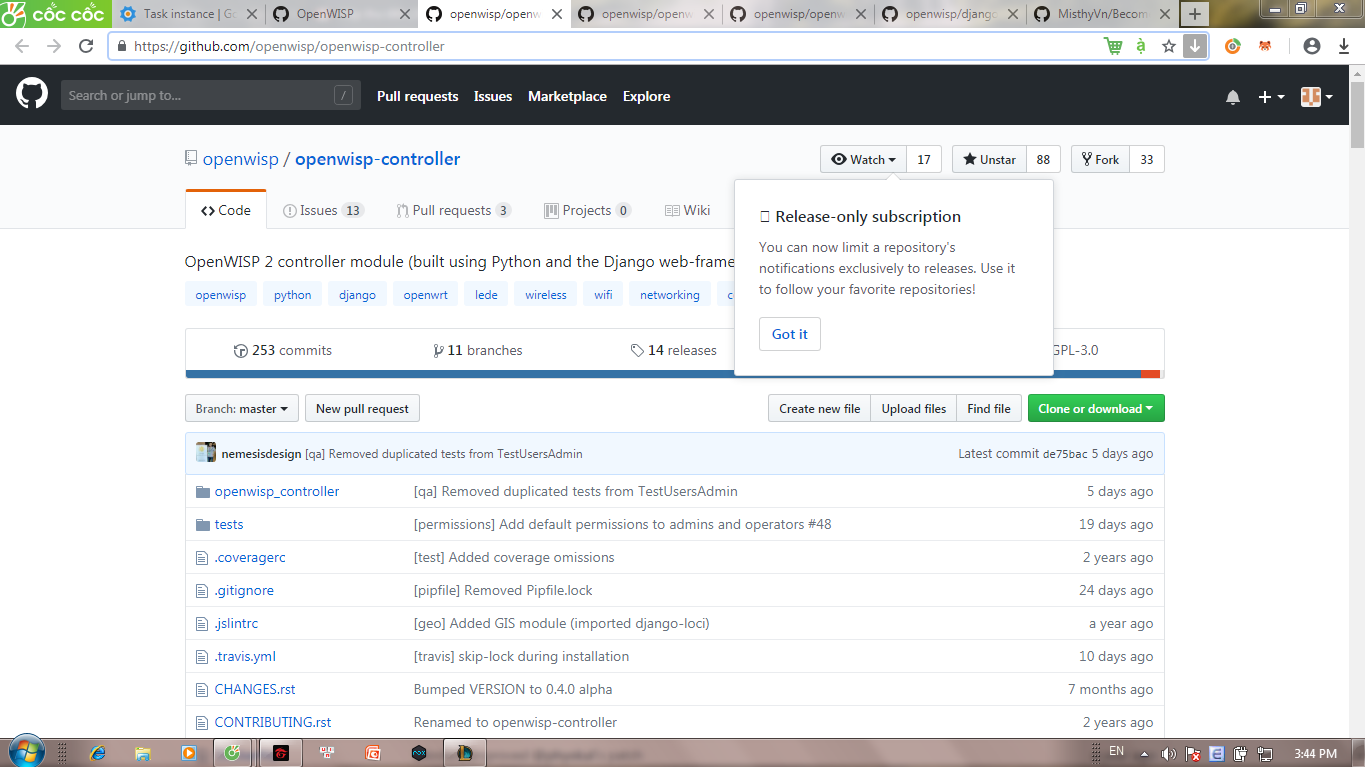 cốc cốc
Task instance | Go
OpenWISP
openwisp/openw
openwisp/openw
openwisp/openw
openwisp/django
MisthyVn/Becom
https://github.com/openwisp/openwisp-controller
Search or jump to...
/
Pull requests
Issues
Marketplace
Explore
openwisp / openwisp-controller
Watch 17
Unstar 88
Fork 33
Code
Issues 13
Pull requests 3
Projects 0
Wiki
Release-only subscription
You can now limit a repository's
notifications exclusively to releases. Use it
to follow your favorite repositories!
Got it
OpenWISP 2 controller module (built using Python and the Django web-frame
openwisp
python
django
openwrt
lede
wireless
wifi
networking
253 commits
11 branches
14 releases
GPL-3.0
Branch: master
New pull request
Create new file
Upload files
Find file
Clone or download
nemesisdesign [qa] Removed duplicated tests from TestUsersAdmin
Latest commit de75bac 5 days ago
openwisp_controller [qa] Removed duplicated tests from TestUsersAdmin 5 days ago
tests [permissions] Add default permissions to admins and operators #48 19 days ago
.coveragerc [test] Added coverage omissions 2 years ago
.gitignore [pipfile] Removed Pipfile.lock 24 days ago
.jslintrc [geo] Added GIS module (imported django-loci) a year ago
.travis.yml [travis] skip-lock during installation 10 days ago
CHANGES.rst Bumped VERSION to 0.4.0 alpha 7 months ago
CONTRIBUTING.rst Renamed to openwisp-controller 2 years ago
EN
3:44 PM